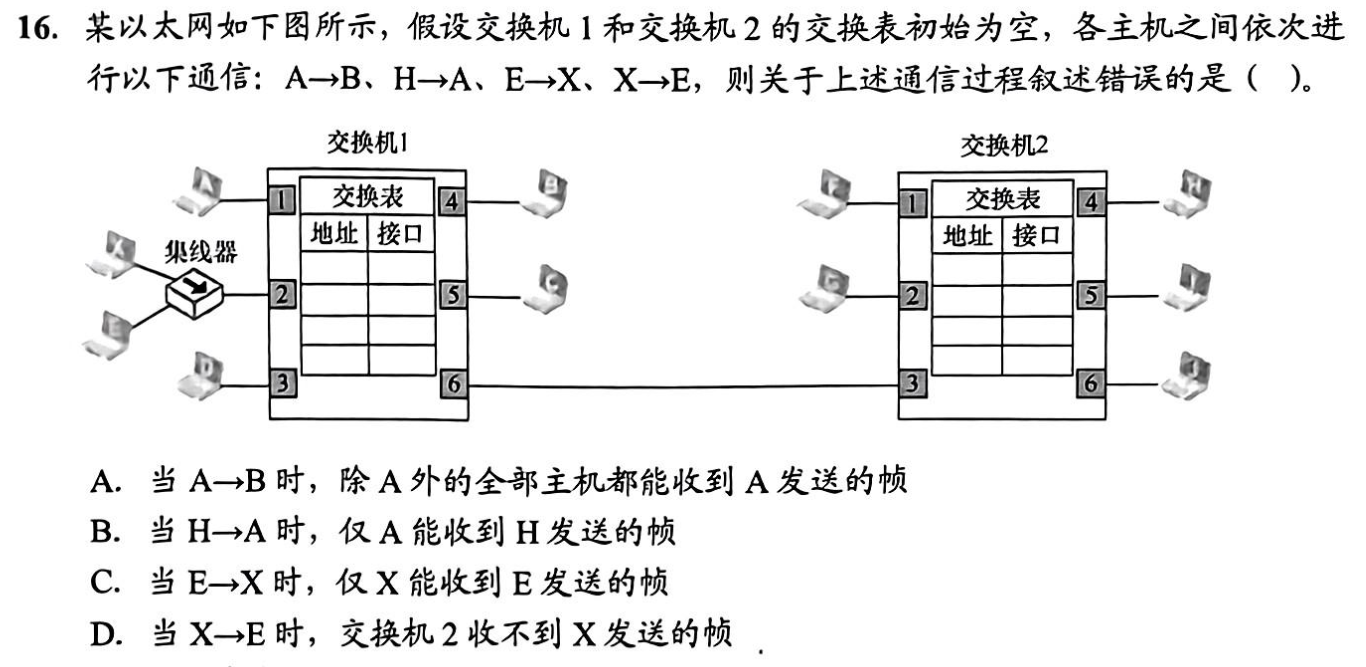 16. 某以太网如下图所示，假设交换机 1 和交换机 2 的交换表初始为空，各主机之间依次进
行以下通信：A→B、H→A、E→X、X→E，则关于上述通信过程叙述错误的是（ ）。
交换机1
交换机2
A
1
交换表
4
B
1
交换表
4
H
地址 接口
地址 接口
集线器
2
5
C
G
2
5
I
E
D
3
6
3
6
J
A. 当 A→B 时，除 A 外的全部主机都能收到 A 发送的帧
B. 当 H→A 时，仅 A 能收到 H 发送的帧
C. 当 E→X 时，仅 X 能收到 E 发送的帧
D. 当 X→E 时，交换机 2 收不到 X 发送的帧